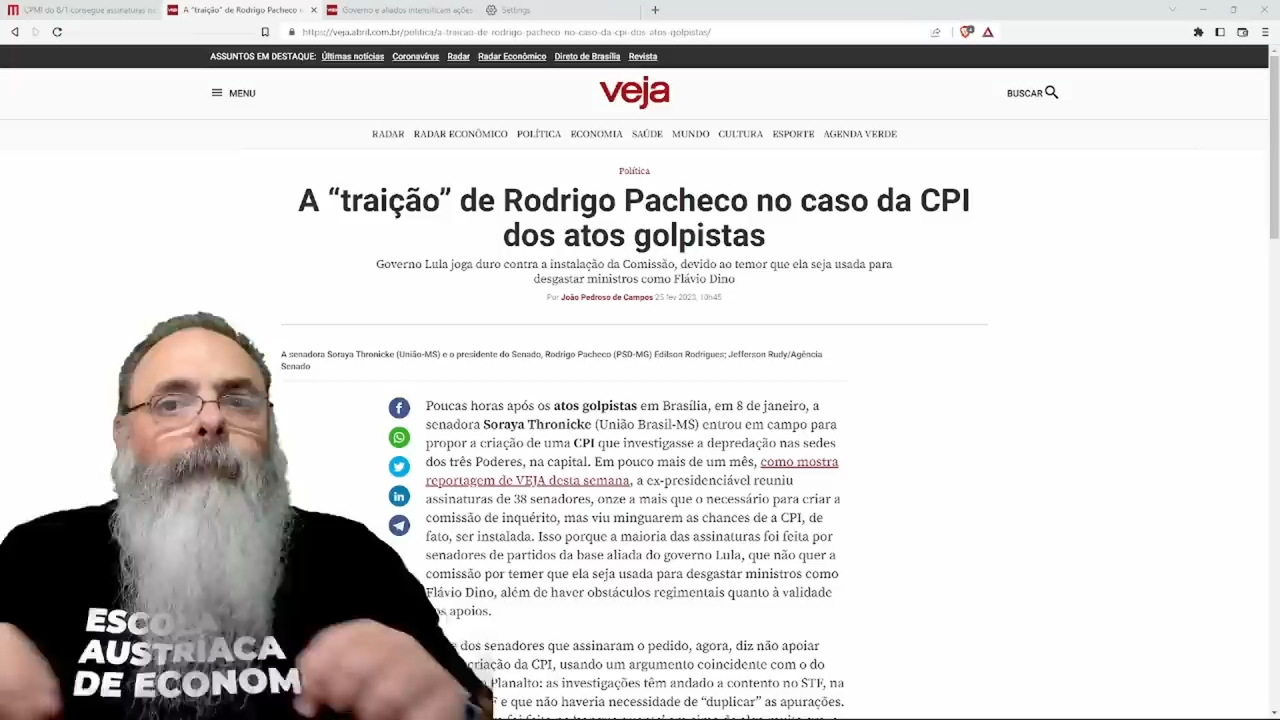 CPMI do 8/1 consegue assinaturas
A "traição" de Rodrigo Pacheco n
Governo e aliados intensificam ações
Settings
https://veja.abril.com.br/politica/a-traicao-de-rodrigo-pacheco-no-caso-da-cpi-dos-atos-golpistas/
ASSUNTOS EM DESTAQUE: Últimas notícias Coronavírus Radar Radar Econômico Direto de Brasília Revista
MENU
veja
BUSCAR
RADAR RADAR ECONÔMICO POLÍTICA ECONOMIA SAÚDE MUNDO CULTURA ESPORTE AGENDA VERDE
Política
A “traição” de Rodrigo Pacheco no caso da CPI
dos atos golpistas
Governo Lula joga duro contra a instalação da Comissão, devido ao temor que ela seja usada para
desgastar ministros como Flávio Dino
Por João Pedroso de Campos 25 fev 2023, 10h45
A senadora Soraya Thronicke (União-MS) e o presidente do Senado, Rodrigo Pacheco (PSD-MG) Edilson Rodrigues; Jefferson Rudy/Agência
Senado
Poucas horas após os atos golpistas em Brasília, em 8 de janeiro, a
senadora Soraya Thronicke (União Brasil-MS) entrou em campo para
propor a criação de uma CPI que investigasse a depredação nas sedes
dos três Poderes, na capital. Em pouco mais de um mês, como mostra
reportagem de VEJA desta semana, a ex-presidenciável reuniu
assinaturas de 38 senadores, onze a mais que o necessário para criar a
comissão de inquérito, mas viu minguarem as chances de a CPI, de
fato, ser instalada. Isso porque a maioria das assinaturas foi feita por
senadores de partidos da base aliada do governo Lula, que não quer a
comissão por temer que ela seja usada para desgastar ministros como
Flávio Dino, além de haver obstáculos regimentais quanto à validade
apoios.
dos senadores que assinaram o pedido, agora, diz não apoiar
criação da CPI, usando um argumento coincidente com o do
Planalto: as investigações têm andado a contento no STF, na
F e que não haveria necessidade de “duplicar” as apurações.
ESCOLA
AUSTRÍACA
DE ECONOM